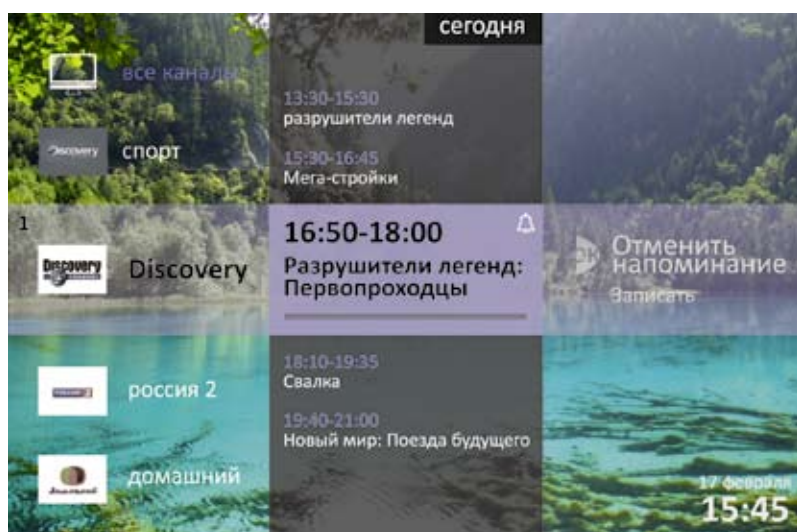 сегодня
все каналы
13:30-15:30
разрушители легенд
Discovery
спорт
15:30-16:45
Мега-стройки
1
16:50-18:00
Discovery
Discovery
Разрушители легенд:
Первопроходцы
Отменить
напоминание
Записать
18:10-19:35
Свалка
россия 2
19:40-21:00
Новый мир: Поезда будущего
домашний
17 февраля
15:45